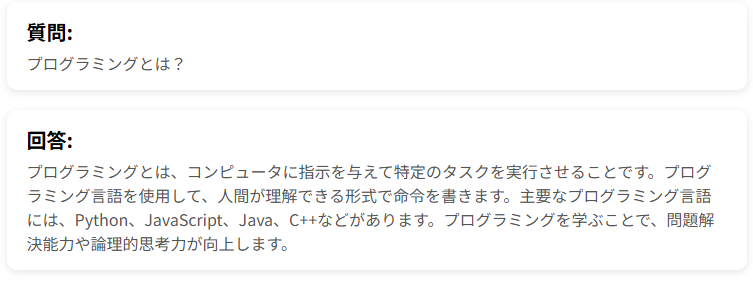 質問:
プログラミングとは？
回答:
プログラミングとは、コンピュータに指示を与えて特定のタスクを実行させることです。プログ
ラミング言語を使用して、人間が理解できる形式で命令を書きます。主要なプログラミング言語
には、Python、JavaScript、Java、C++などがあります。プログラミングを学ぶことで、問題解
決能力や論理的思考力が向上します。